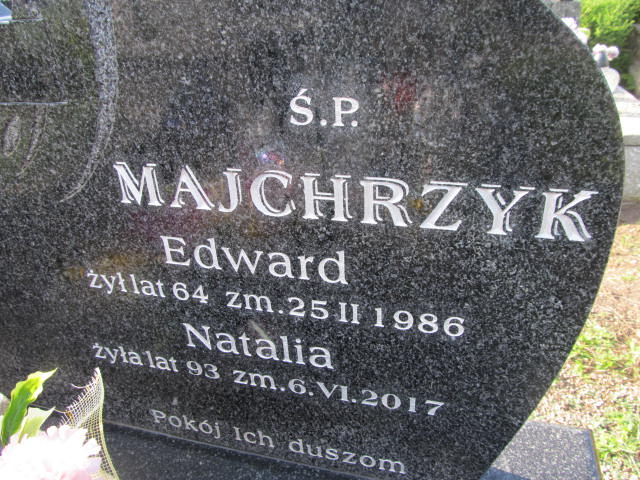 Ś.P.
MAJCHRZYK
Edward
żył lat 64 zm. 25 II 1986
Natalia
żyła lat 93 zm. 6.VI.2017
Pokój Ich duszom